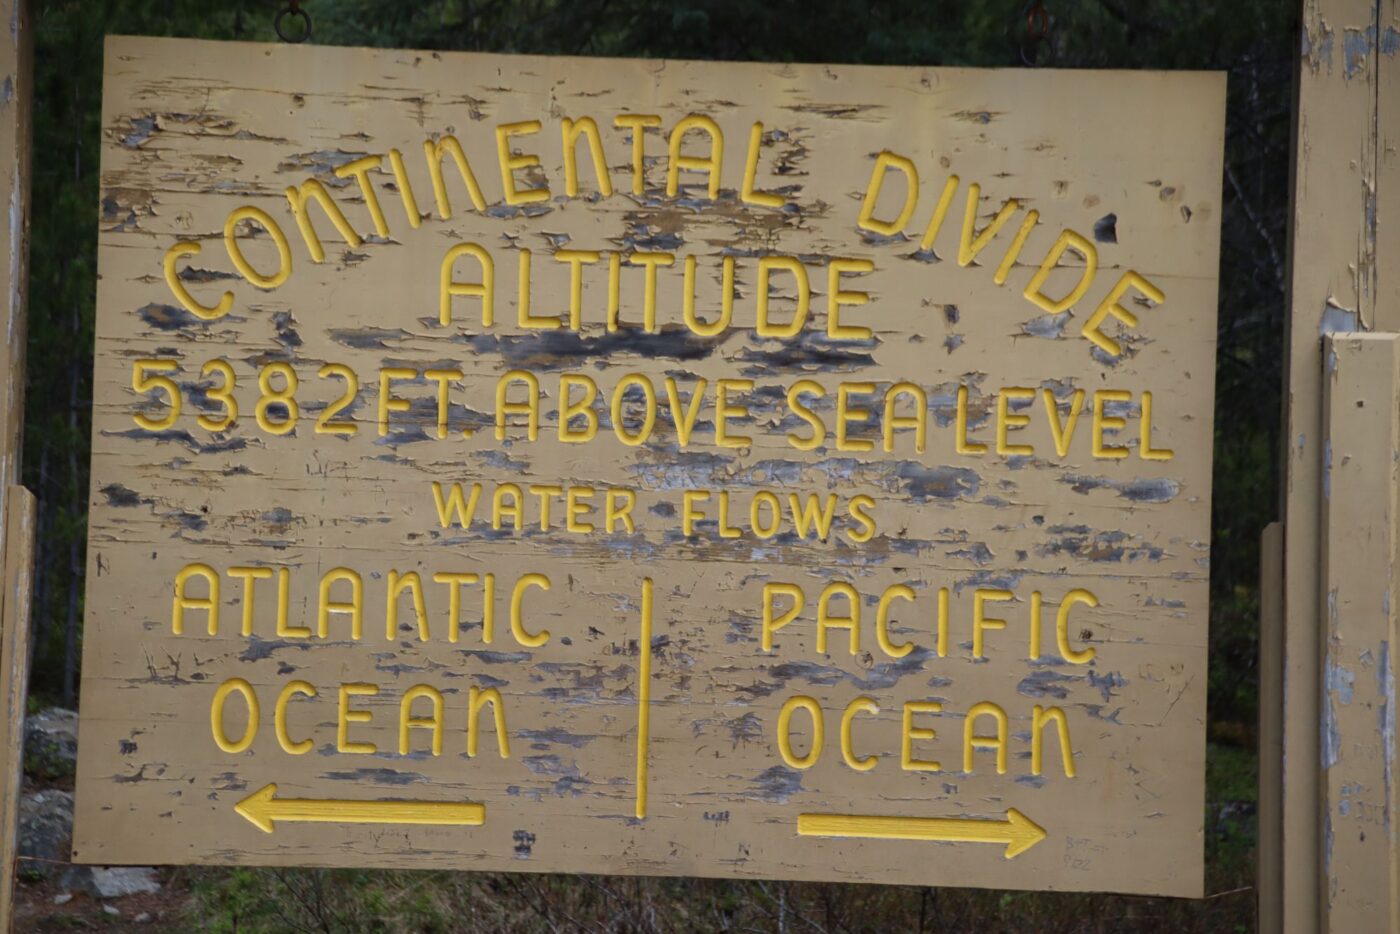 CONTINENTAL DIVIDE
ALTITUDE
5382 FT. ABOVE SEA LEVEL
WATER FLOWS
ATLANTIC PACIFIC
OCEAN OCEAN